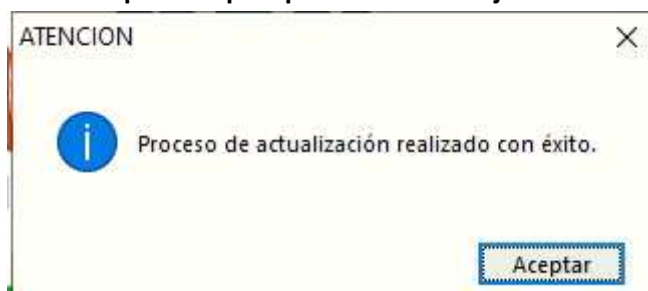 ATENCION
Proceso de actualización realizado con éxito.
Aceptar